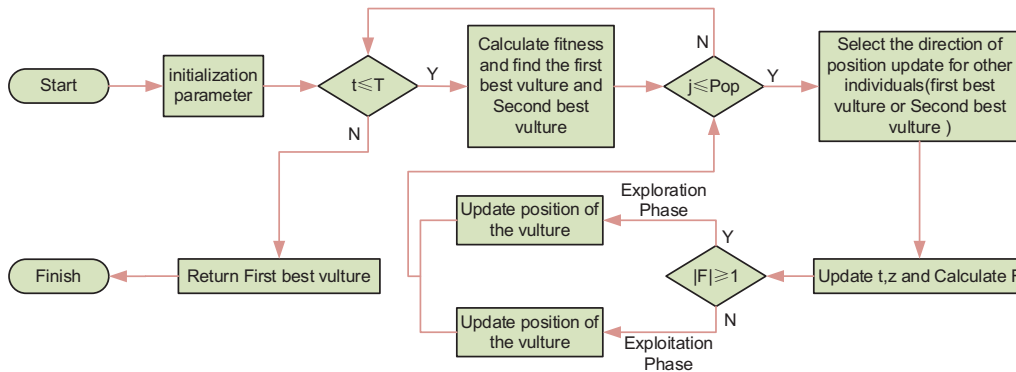 Start
initialization
parameter
t≤T
Y
N
Calculate fitness
and find the first
best vulture and
Second best
vulture
j≤Pop
N
Y
Select the direction of
position update for other
individuals(first best
vulture or Second best
vulture )
Update t,z and Calculate F
|F|≥1
Y
N
Exploration
Phase
Update position of
the vulture
Exploitation
Phase
Update position of
the vulture
Return First best vulture
Finish